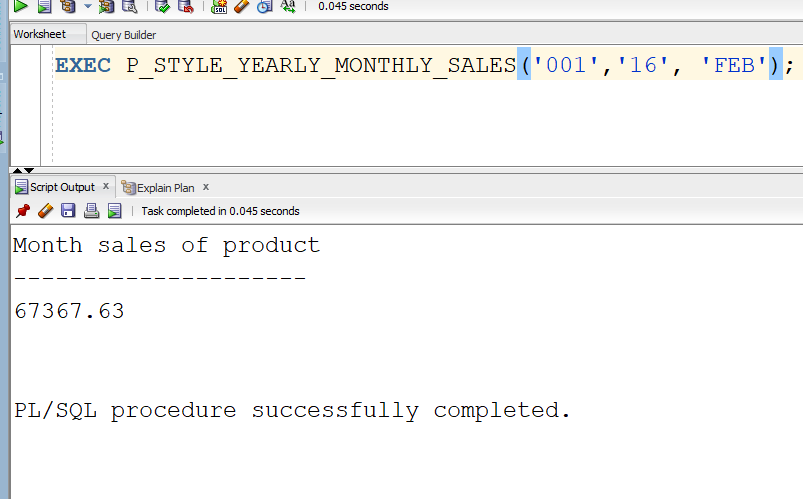 0.045 seconds
Worksheet Query Builder
EXEC P_STYLE_YEARLY_MONTHLY_SALES('001','16', 'FEB');
Script Output x Explain Plan x
Task completed in 0.045 seconds
Month sales of product
---------------------
67367.63
PL/SQL procedure successfully completed.